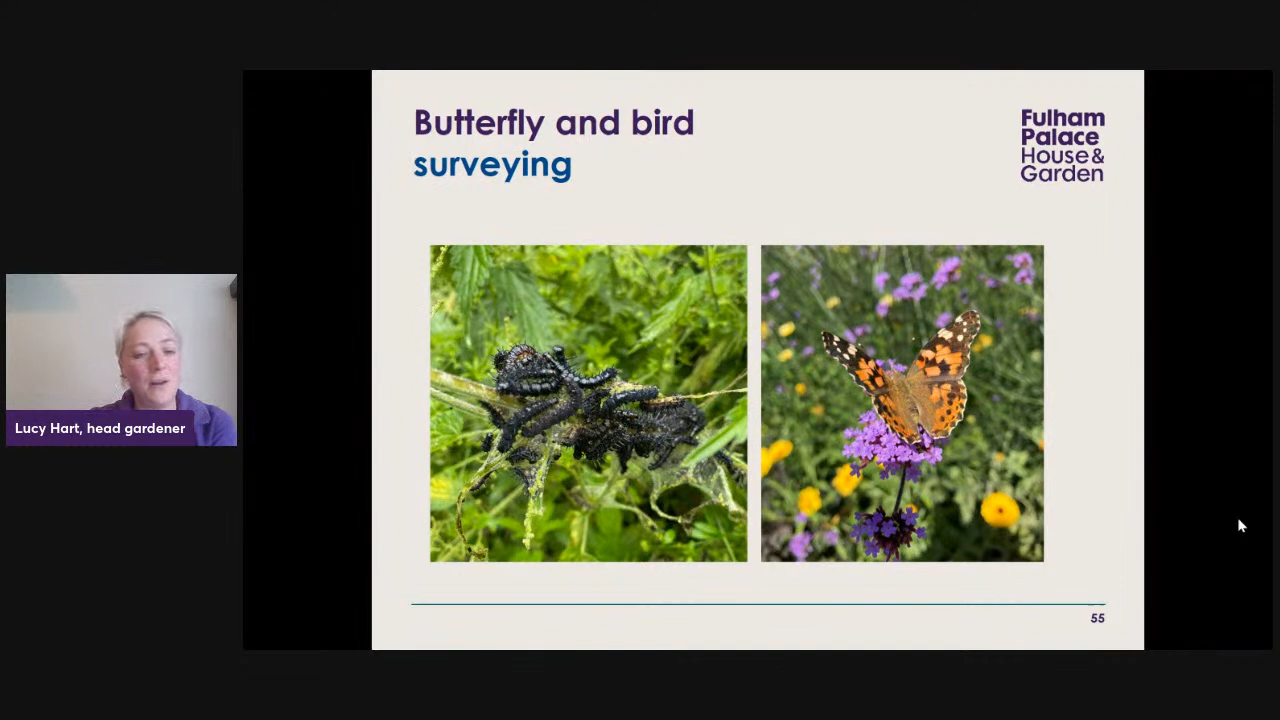 Butterfly and bird
surveying
Fulham
Palace
House &
Garden
Lucy Hart, head gardener
55